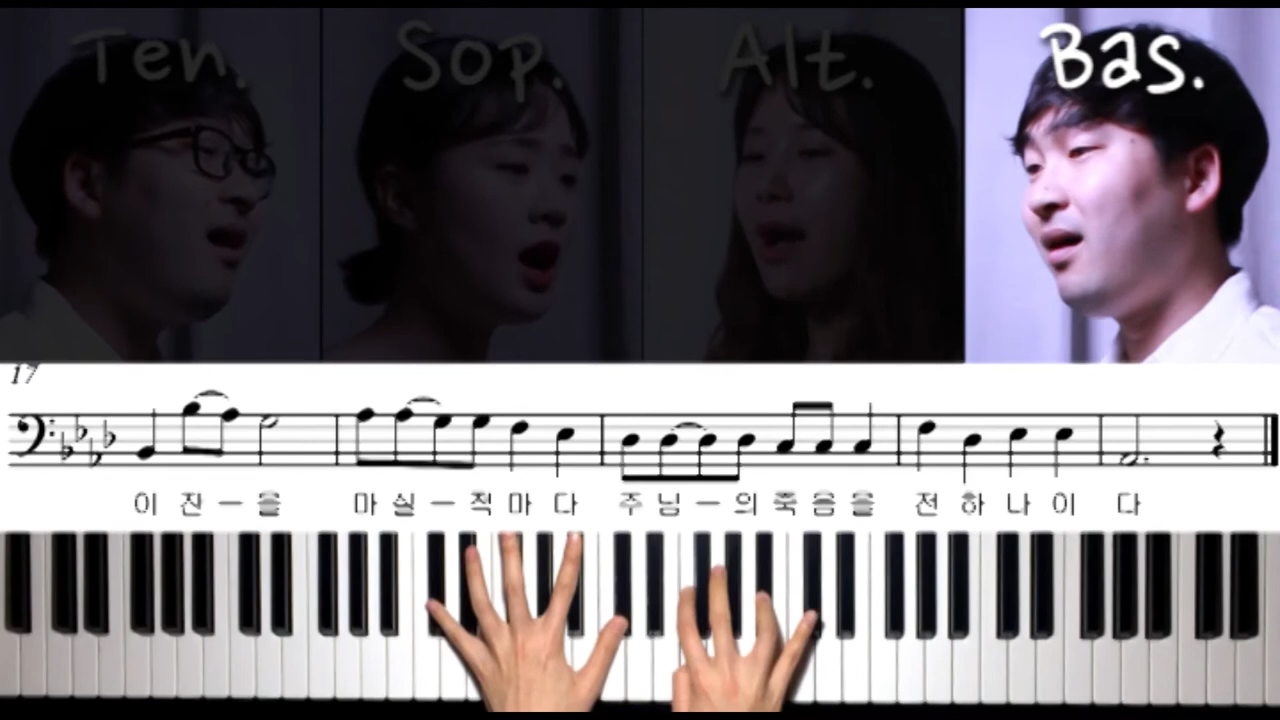 Ten. Sop. Alt. Bas.
17
이 잔 - 을 마 실 - 적 마 다 주 님 - 의 죽 음 을 전 하 나 이 다